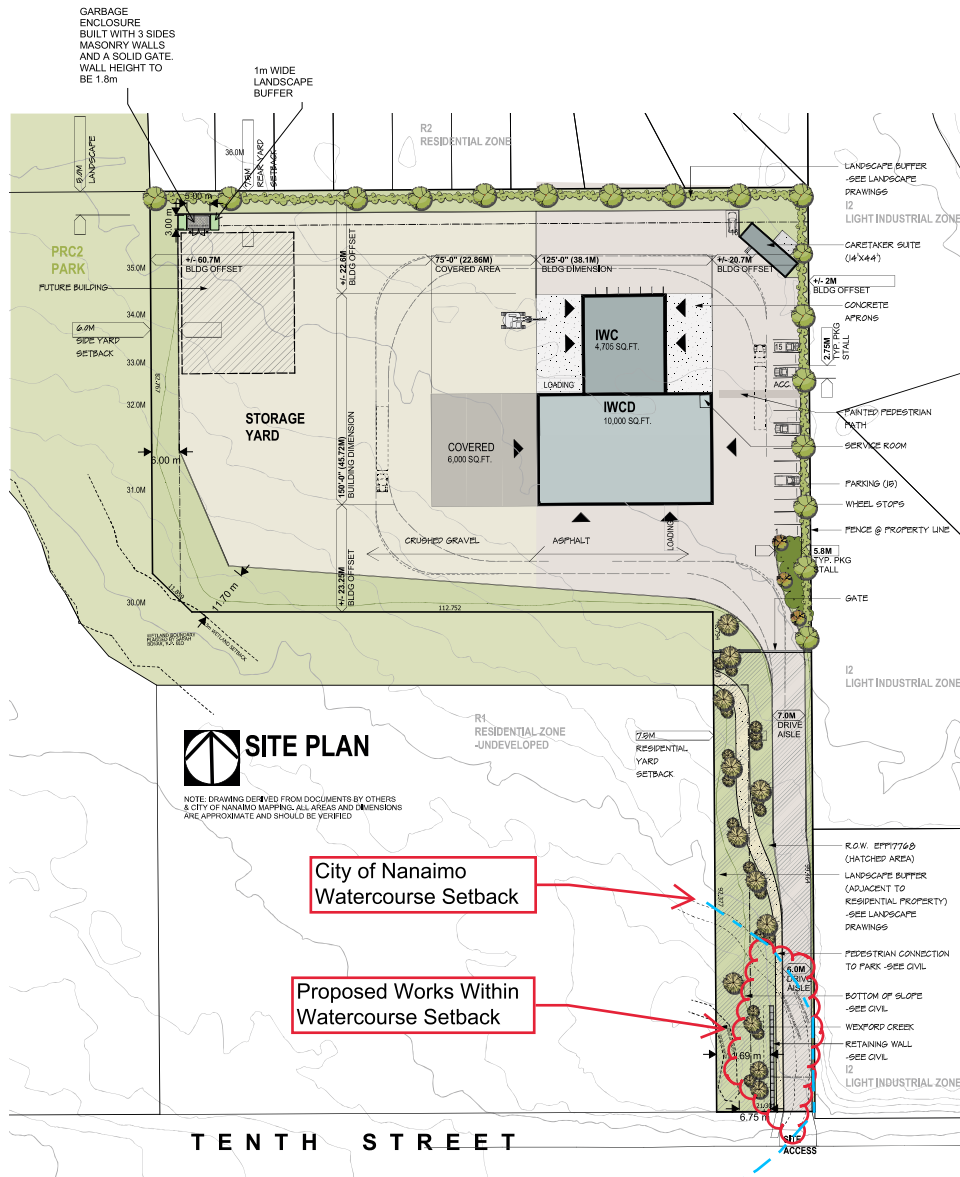 GARBAGE
ENCLOSURE
BUILT WITH 3 SIDES
MASONRY WALLS
AND A SOLID GATE.
WALL HEIGHT TO
BE 1.8m
1m WIDE
LANDSCAPE
BUFFER
5.0M
LANDSCAPE
36.0M
7.5M
REAR YARD
SETBACK
R2
RESIDENTIAL ZONE
LANDSCAPE BUFFER
-SEE LANDSCAPE
DRAWINGS
I2
LIGHT INDUSTRIAL ZONE
CARETAKER SUITE
(14'X44')
+/- 2M
BLDG OFFSET
CONCRETE
APRONS
2.75M
TYP. PKG
STALL
5.00 m
3.00 m
PRC2
PARK
35.0M
FUTURE BUILDING
34.0M
6.0M
SIDE YARD
SETBACK
33.0M
32.0M
31.0M
30.0M
+/- 60.7M
BLDG OFFSET
+/- 22.6M
BLDG OFFSET
75'-0" (22.86M)
COVERED AREA
125'-0" (38.1M)
BLDG DIMENSION
+/- 20.7M
BLDG OFFSET
IWC
4,705 SQ.FT.
15
ACC.
LOADING
IWCD
10,000 SQ.FT.
STORAGE
YARD
COVERED
6,000 SQ.FT.
150'-0" (45.72M)
BUILDING DIMENSION
PAINTED PEDESTRIAN
PATH
SERVICE ROOM
PARKING (15)
WHEEL STOPS
FENCE @ PROPERTY LINE
5.8M
TYP. PKG
STALL
GATE
6.00 m
CRUSHED GRAVEL
ASPHALT
LOADING
1
+/- 23.25M
BLDG OFFSET
11.70 m
112.752
I2
LIGHT INDUSTRIAL ZONE
R1
RESIDENTIAL ZONE
-UNDEVELOPED
7.5M
RESIDENTIAL
YARD
SETBACK
7.0M
DRIVE
AISLE
SITE PLAN
NOTE: DRAWING DERIVED FROM DOCUMENTS BY OTHERS
& CITY OF NANAIMO MAPPING. ALL AREAS AND DIMENSIONS
ARE APPROXIMATE AND SHOULD BE VERIFIED
City of Nanaimo
Watercourse Setback
Proposed Works Within
Watercourse Setback
92.377
R.O.W. EPP17768
(HATCHED AREA)
LANDSCAPE BUFFER
(ADJACENT TO
RESIDENTIAL PROPERTY)
-SEE LANDSCAPE
DRAWINGS
PEDESTRIAN CONNECTION
TO PARK -SEE CIVIL
6.0M
DRIVE
AISLE
BOTTOM OF SLOPE
-SEE CIVIL
WEXFORD CREEK
RETAINING WALL
-SEE CIVIL
I2
LIGHT INDUSTRIAL ZONE
6.75 m
TENTH STREET
SITE
ACCESS